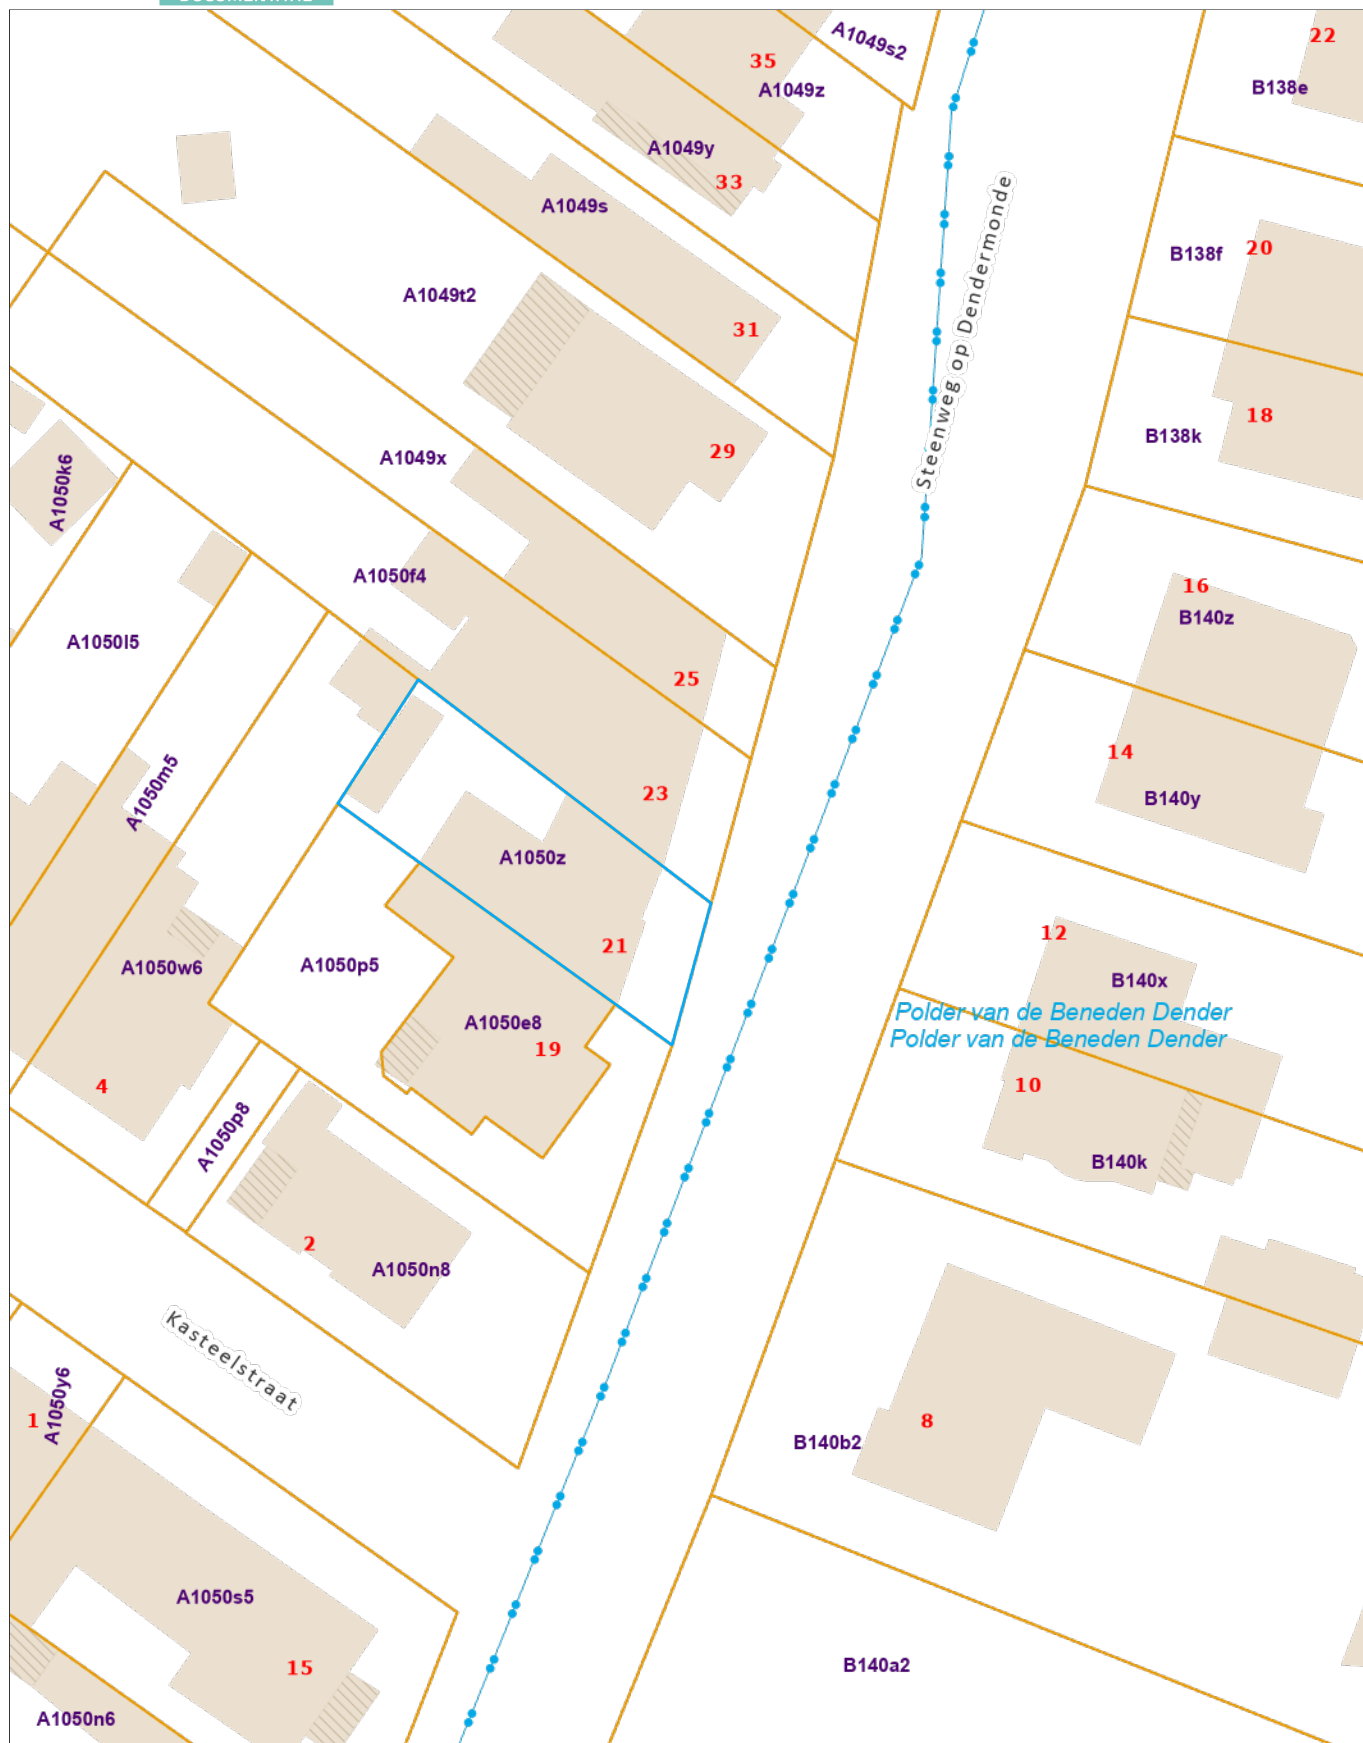 A1049s2
35
22
A1049z
B138e
A1049y
33
A1049s
Steenweg op Dendermonde
20
B138f
A1049t2
31
18
B138k
29
A1049x
A1050k6
A1050f4
16
B140z
A1050l5
25
14
A1050m5
23
B140y
A1050z
12
21
A1050p5
A1050w6
B140x
Polder van de Beneden Dender
Polder van de Beneden Dender
A1050e8
19
4
10
A1050p8
B140k
2
A1050n8
Kasteelstraat
A1050y6
1
8
B140b2
A1050s5
15
B140a2
A1050n6